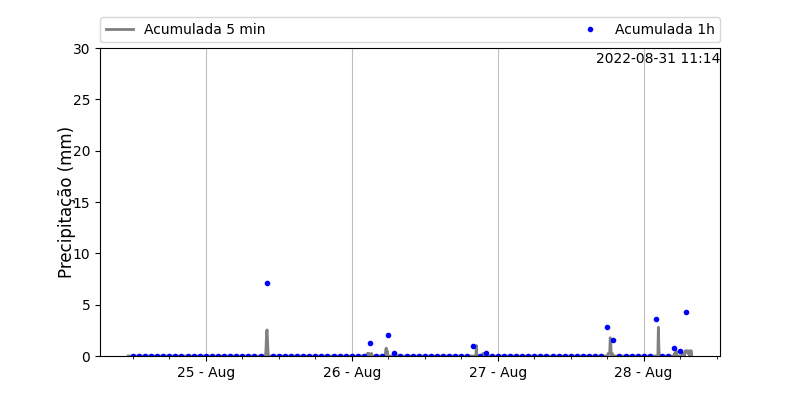 Acumulada 5 min
Acumulada 1h
2022-08-31 11:14
Precipitação (mm)
30
25
20
15
10
5
0
25 - Aug
26 - Aug
27 - Aug
28 - Aug